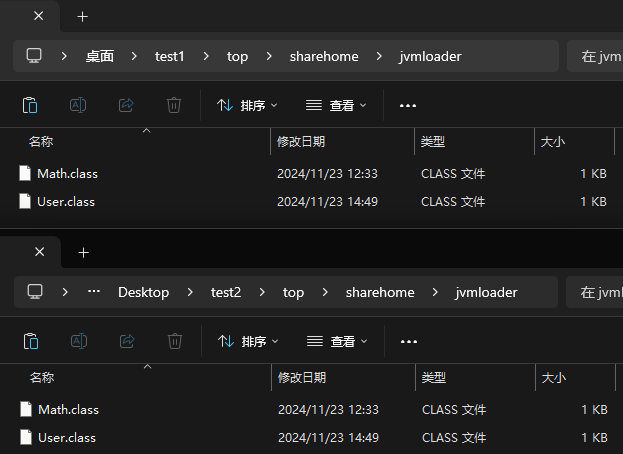 桌面 test1 top sharehome jvmloader 在 jvm
排序 查看
名称 修改日期 类型 大小
Math.class 2024/11/23 12:33 CLASS 文件 1 KB
User.class 2024/11/23 14:49 CLASS 文件 1 KB
Desktop test2 top sharehome jvmloader 在 jvml
排序 查看
名称 修改日期 类型 大小
Math.class 2024/11/23 12:33 CLASS 文件 1 KB
User.class 2024/11/23 14:49 CLASS 文件 1 KB